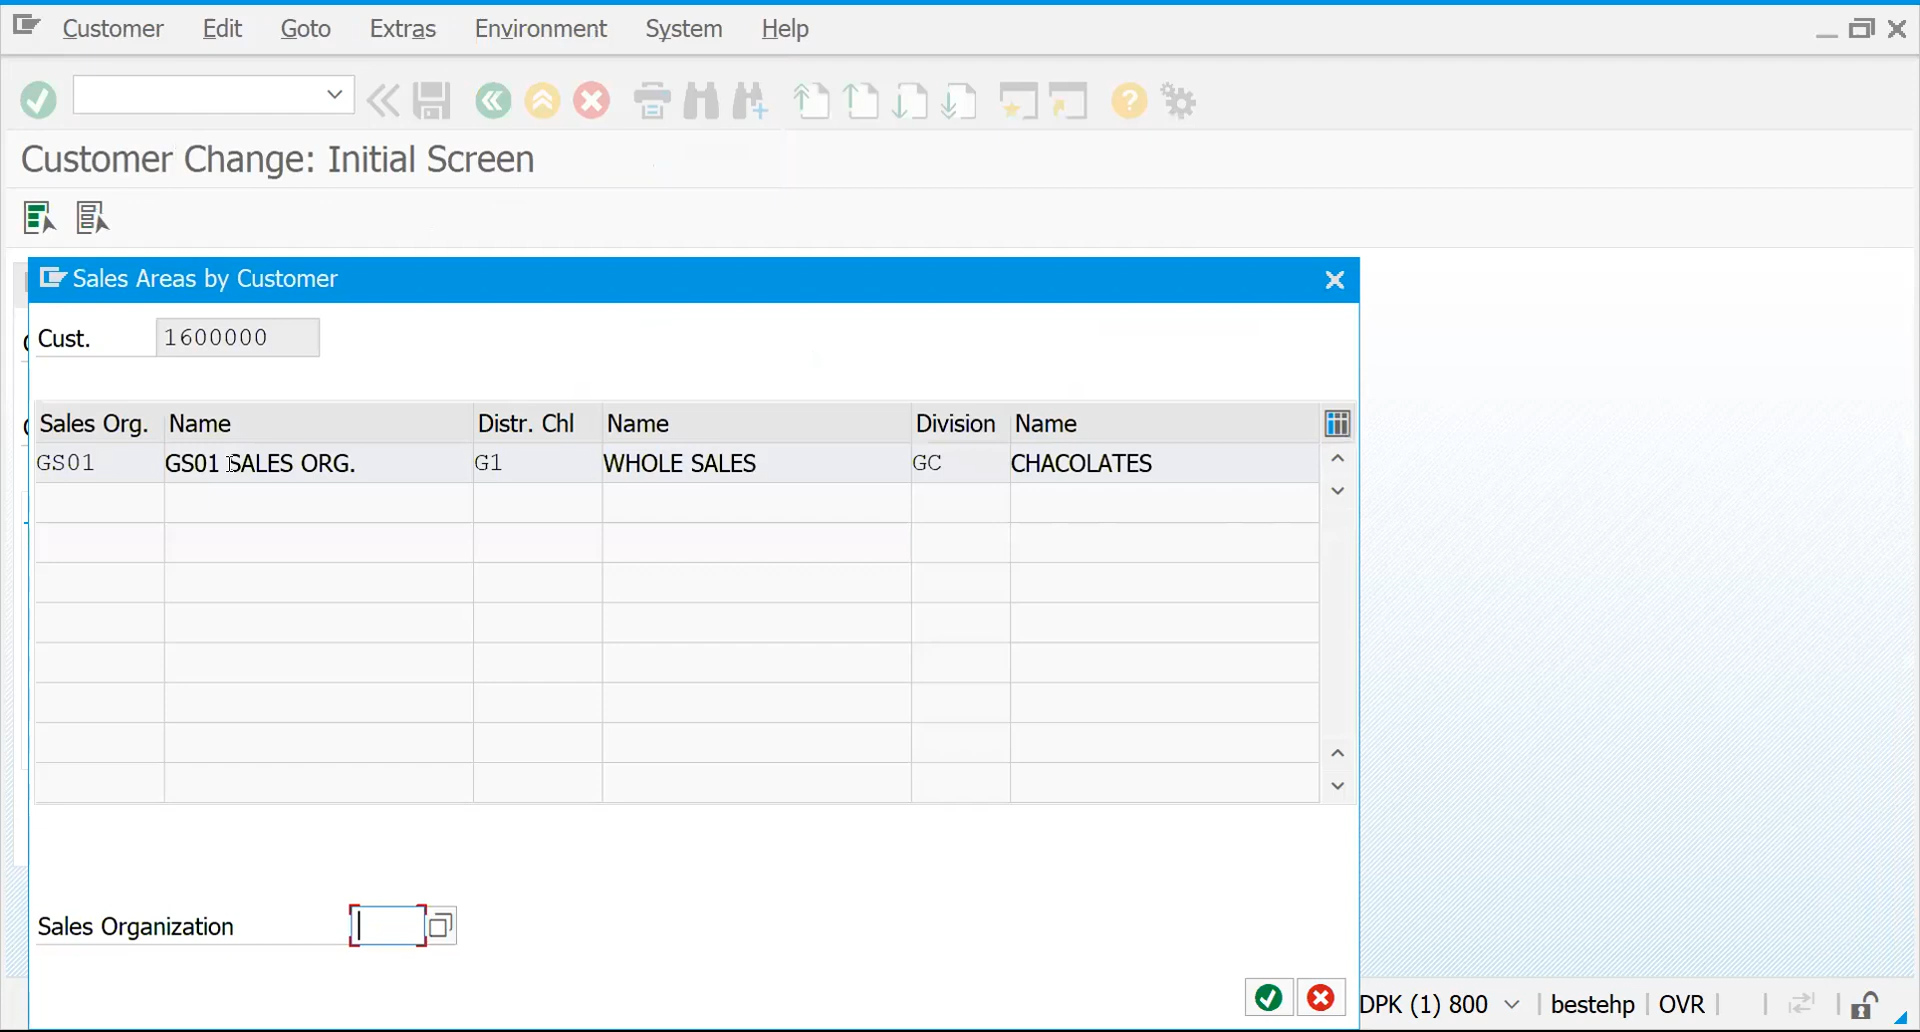 Customer Edit Goto Extras Environment System Help
Customer Change: Initial Screen
Sales Areas by Customer
Cust. 1600000
Sales Org. Name Distr. Chl Name Division Name
GS01 GS01 SALES ORG. G1 WHOLE SALES GC CHACOLATES
Sales Organization
DPK (1) 800 bestehp OVR